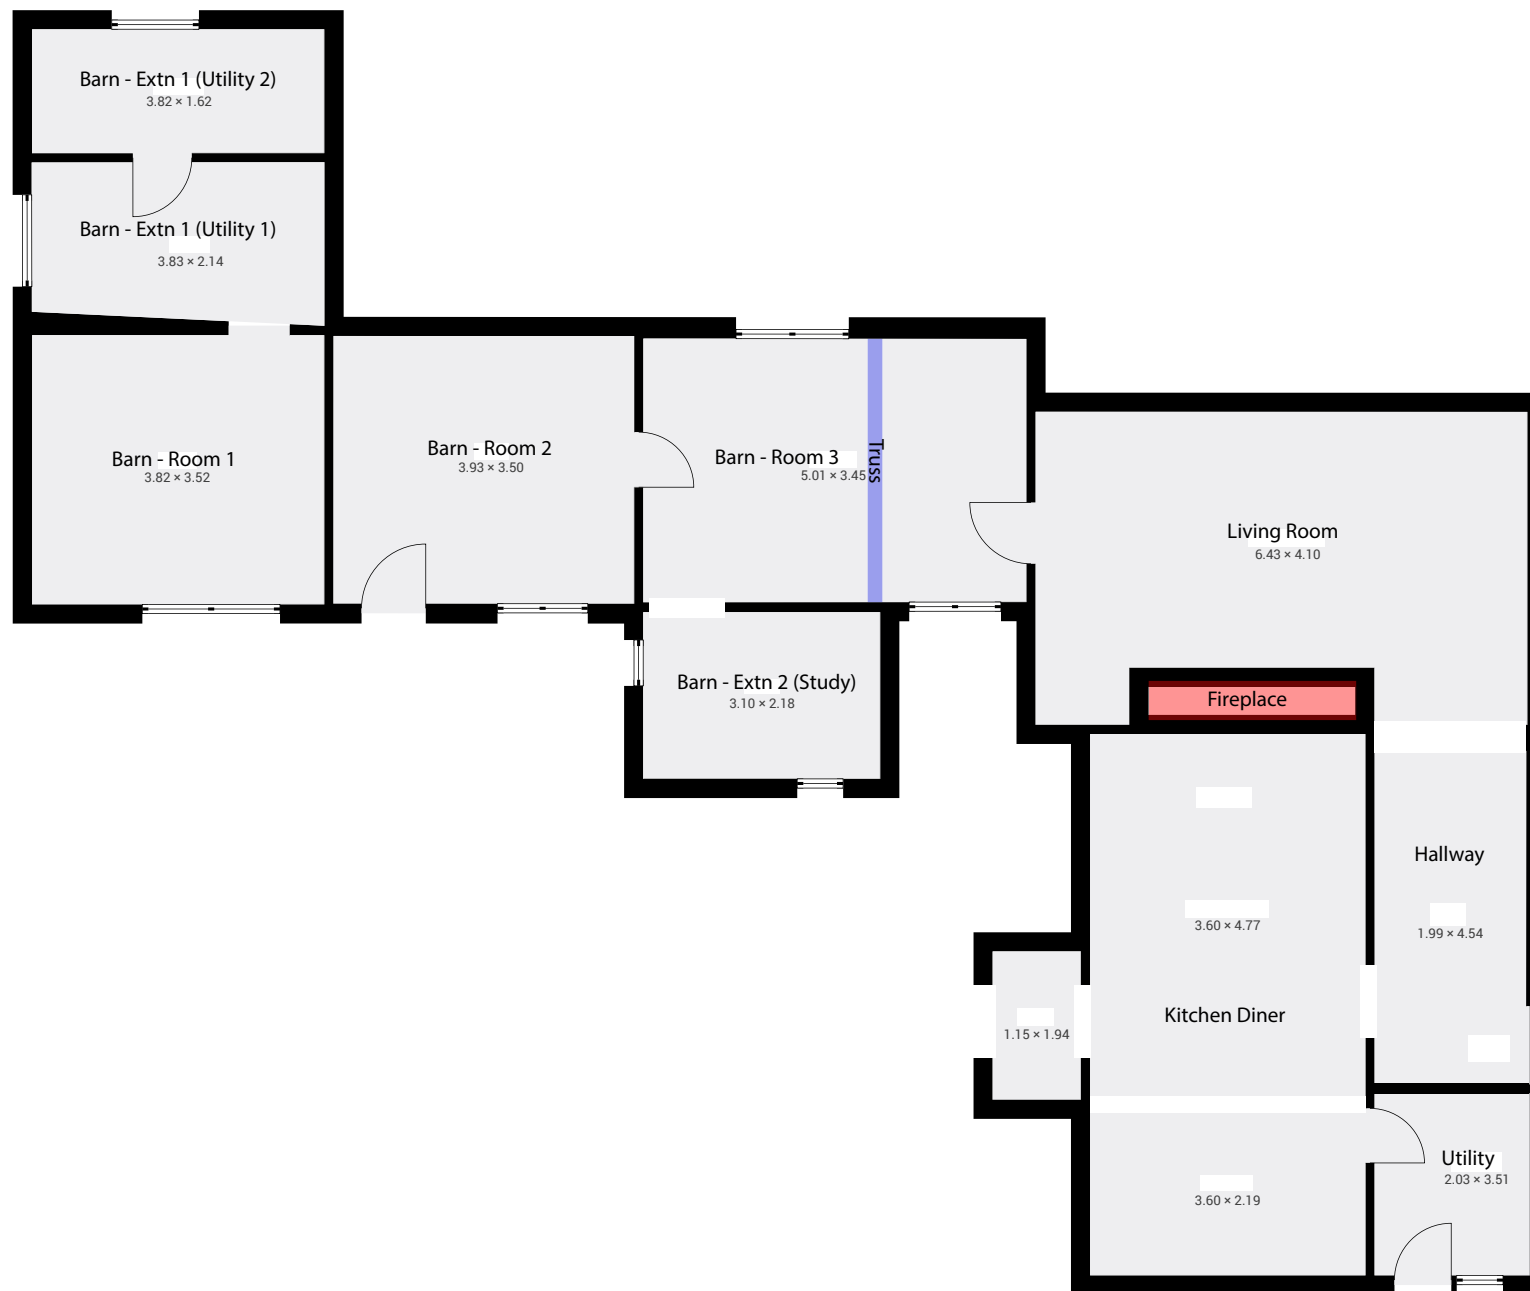 Barn - Extn 1 (Utility 2)
3.82 × 1.62
Barn - Extn 1 (Utility 1)
3.83 × 2.14
Barn - Room 1
3.82 × 3.52
Barn - Room 2
3.93 × 3.50
Barn - Room 3
5.01 × 3.45
Truss
Living Room
6.43 × 4.10
Barn - Extn 2 (Study)
3.10 × 2.18
Fireplace
Hallway
1.99 × 4.54
3.60 × 4.77
Kitchen Diner
1.15 × 1.94
Utility
2.03 × 3.51
3.60 × 2.19